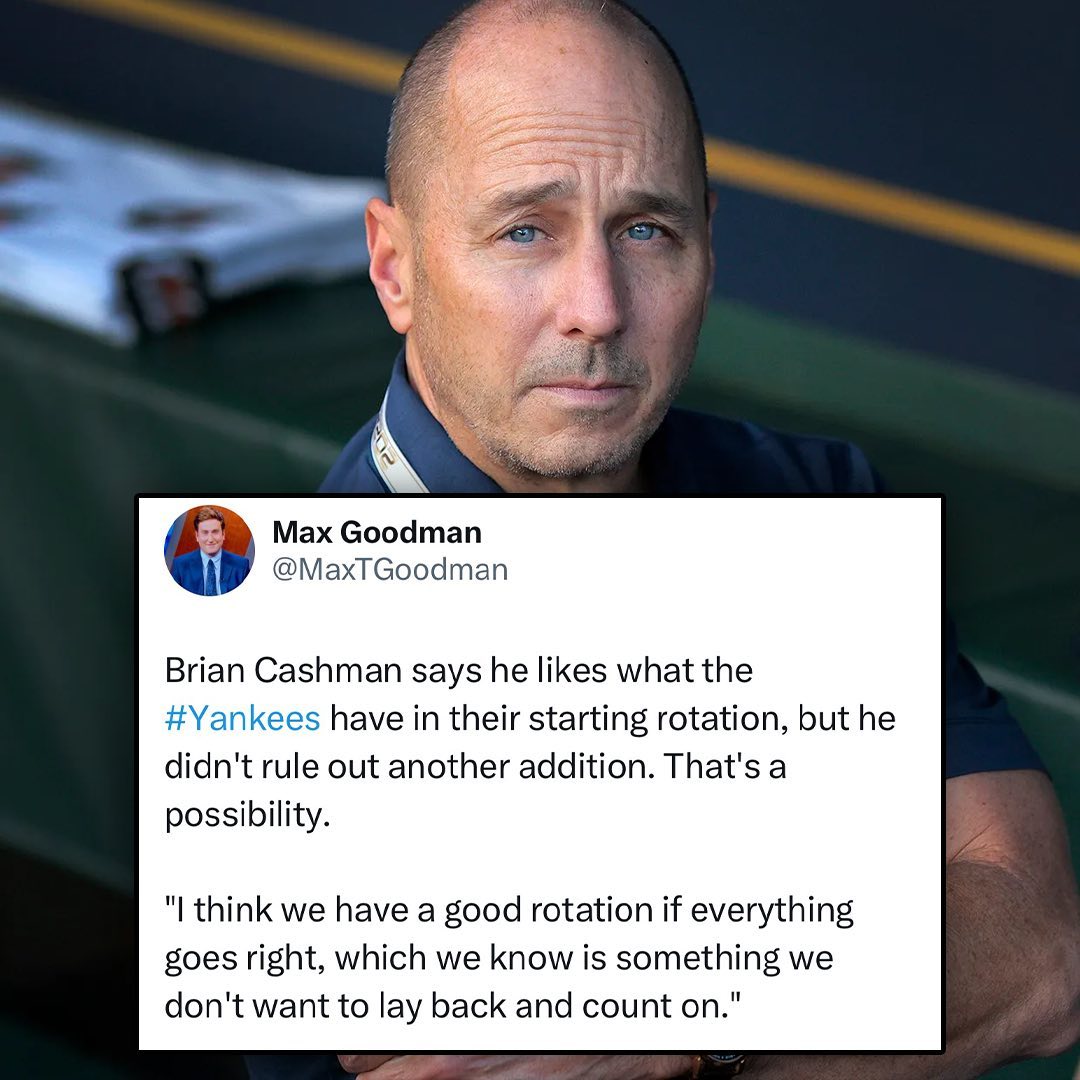 Max Goodman
@MaxTGoodman
Brian Cashman says he likes what the
#Yankees have in their starting rotation, but he
didn't rule out another addition. That's a
possibility.
"I think we have a good rotation if everything
goes right, which we know is something we
don't want to lay back and count on."